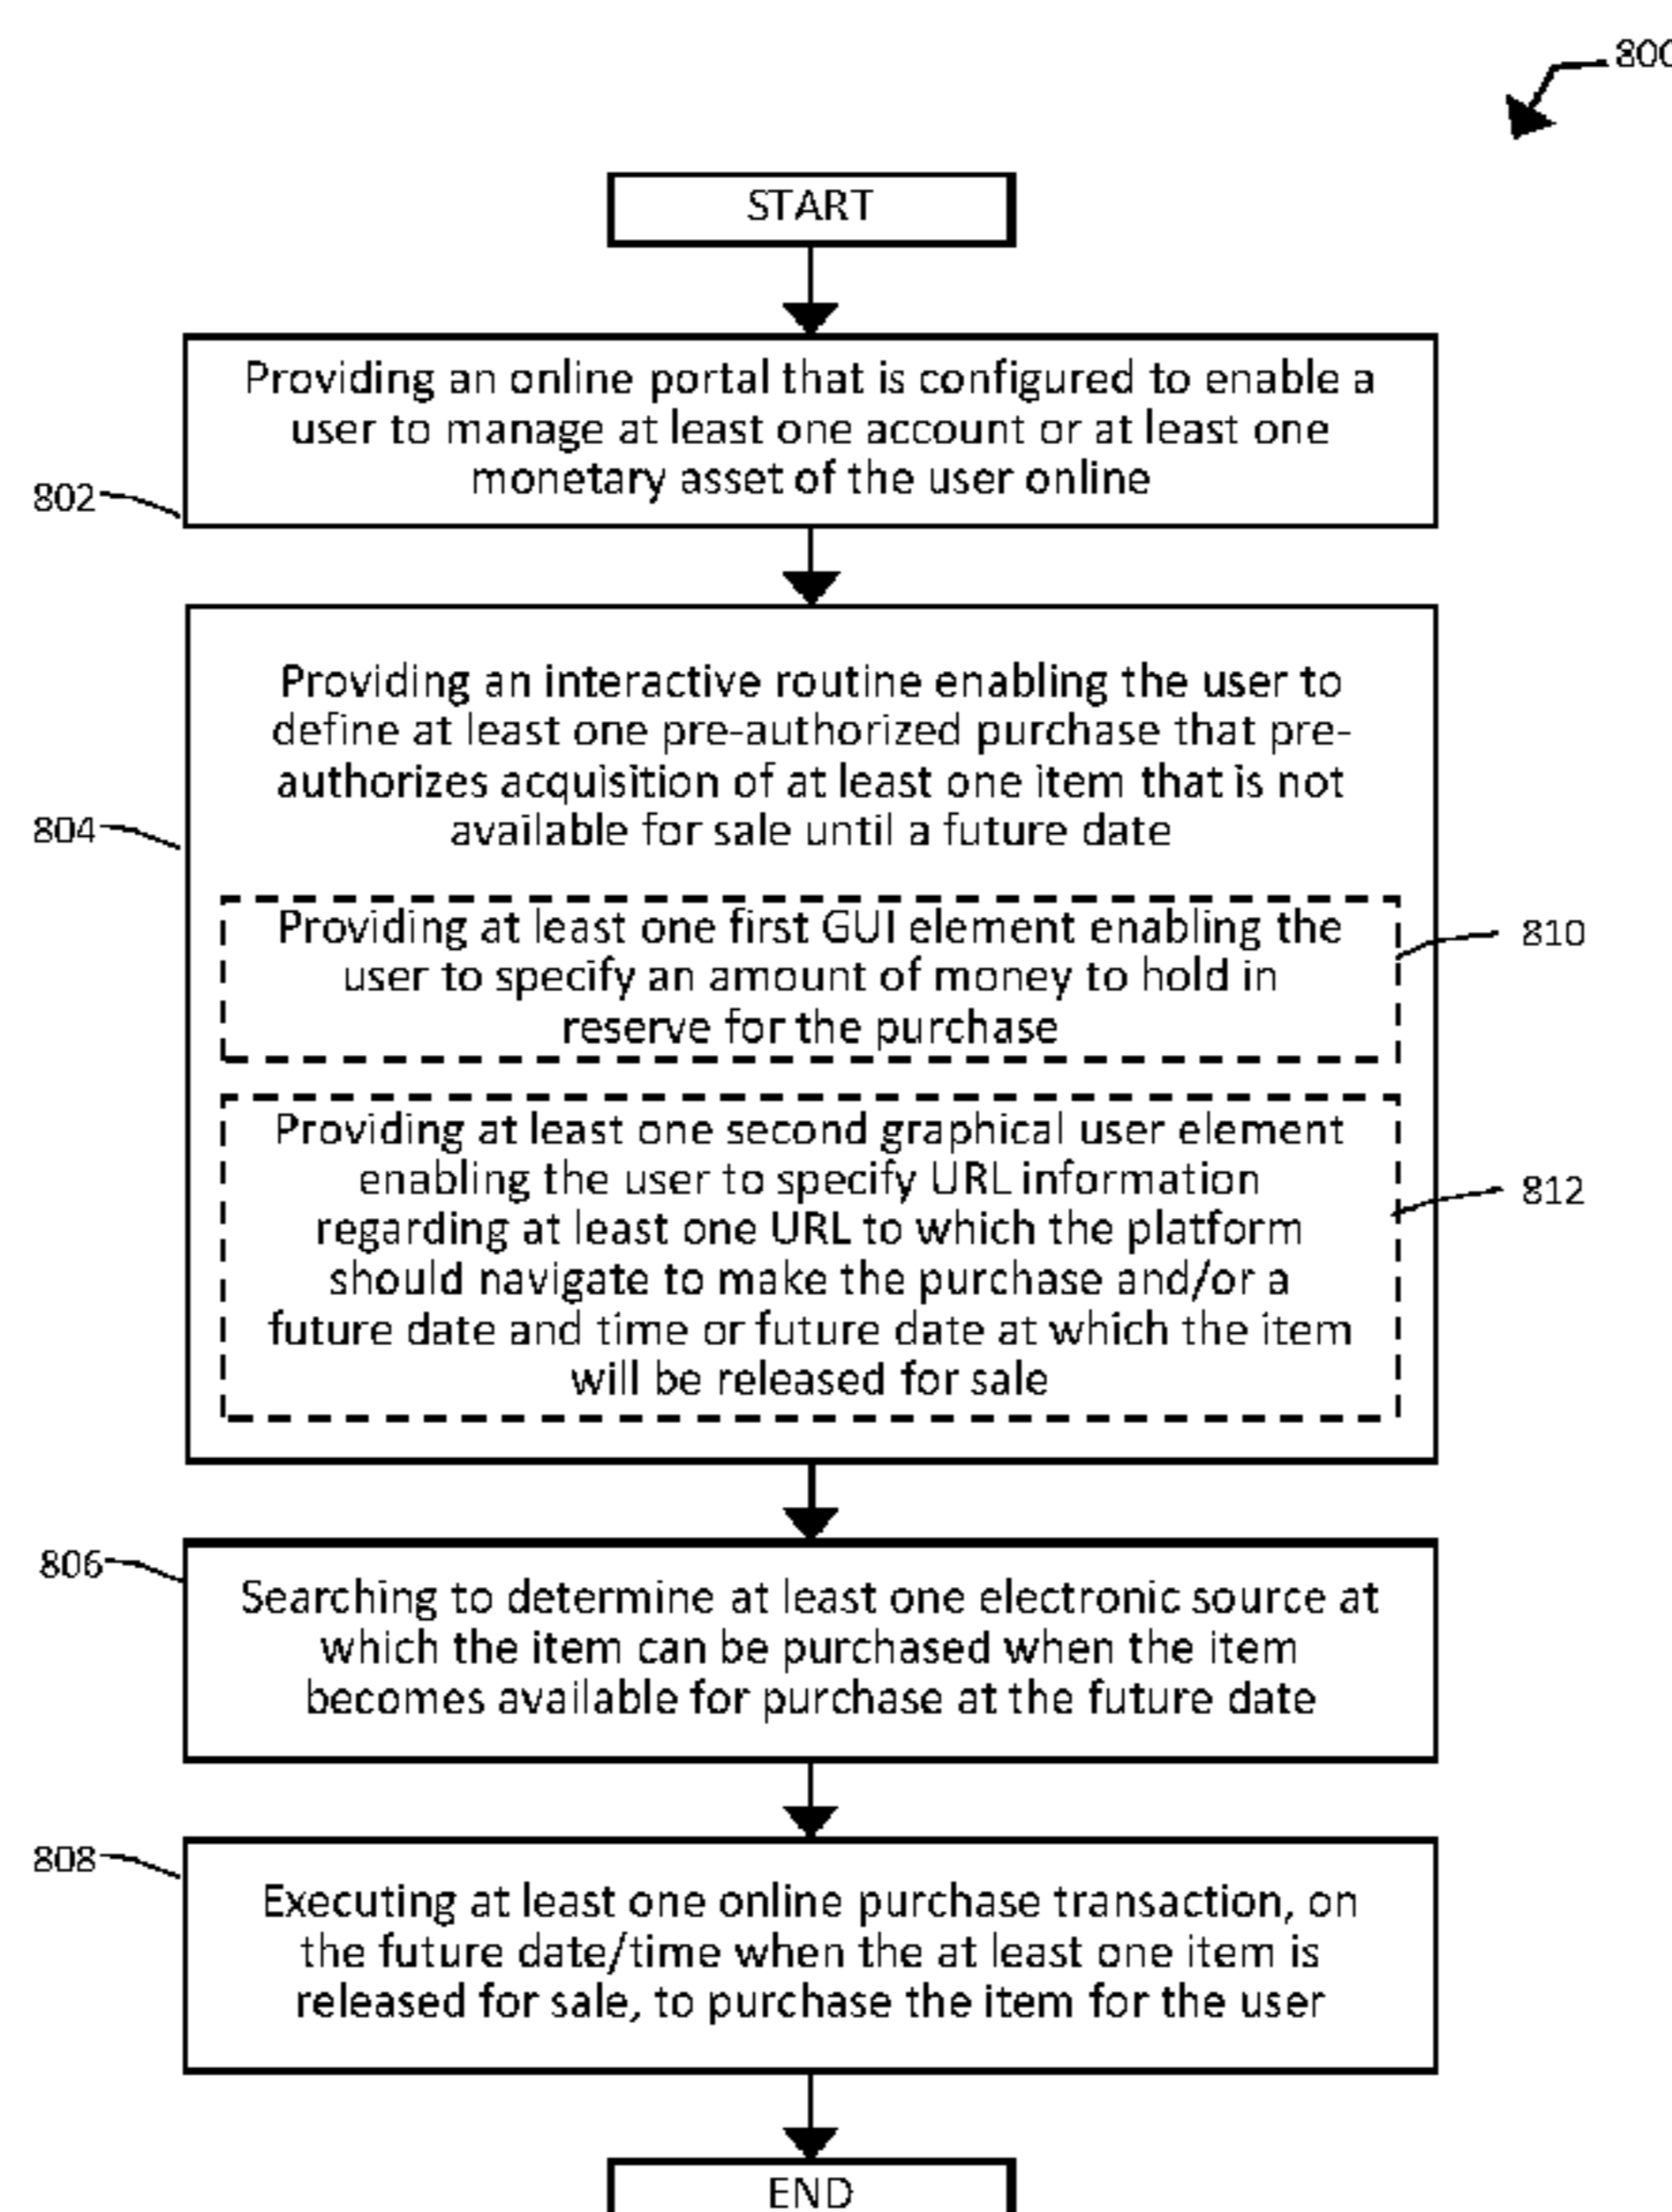 800
START
Providing an online portal that is configured to enable a
user to manage at least one account or at least one
monetary asset of the user online
802
Providing an interactive routine enabling the user to
define at least one pre-authorized purchase that pre-
authorizes acquisition of at least one item that is not
available for sale until a future date
804
Providing at least one first GUI element enabling the
user to specify an amount of money to hold in
reserve for the purchase
810
Providing at least one second graphical user element
enabling the user to specify URL information
regarding at least one URL to which the platform
should navigate to make the purchase and/or a
future date and time or future date at which the item
will be released for sale
812
806
Searching to determine at least one electronic source at
which the item can be purchased when the item
becomes available for purchase at the future date
808
Executing at least one online purchase transaction, on
the future date/time when the at least one item is
released for sale, to purchase the item for the user
END